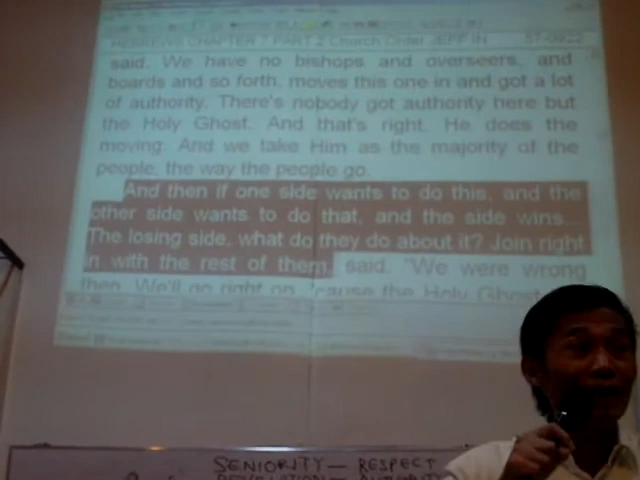 HEBREWS CHAPTER 7 PART 2 Church Order JEFF IN 57-0922
said. We have no bishops and overseers, and
boards and so forth, moves this one in and got a lot
of authority. There's nobody got authority here but
the Holy Ghost. And that's right. He does the
moving. And we take Him as the majority of the
people, the way the people go.
And then if one side wants to do this, and the
other side wants to do that, and the side wins...
The losing side, what do they do about it? Join right
in with the rest of them, said, "We were wrong
then. We'll go right on, 'cause the Holy Ghost
SENIORITY — RESPECT
REVELATION — AUTHORITY